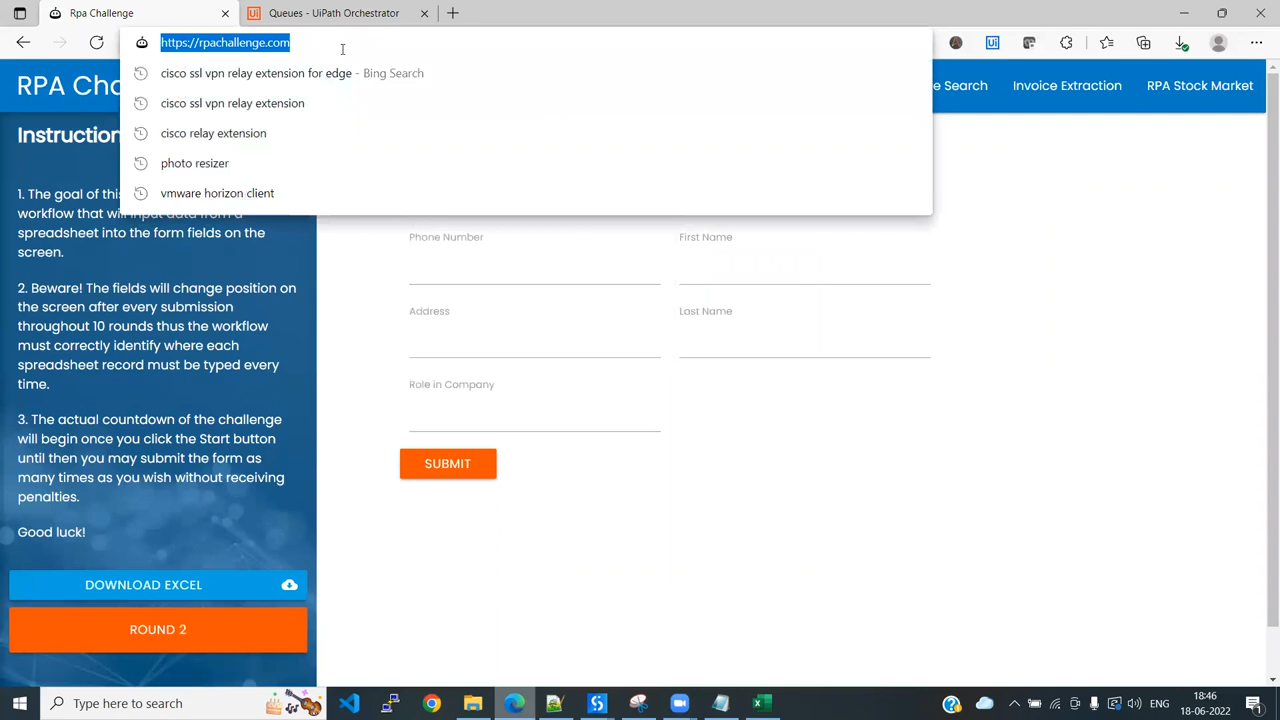 RPA Challenge
Queues - UiPath Orchestrator
https://rpachallenge.com
cisco ssl vpn relay extension for edge - Bing Search
cisco ssl vpn relay extension
cisco relay extension
photo resizer
vmware horizon client
RPA Cha
e Search
Invoice Extraction
RPA Stock Market
Instruction
1. The goal of this
workflow that will input data from a
spreadsheet into the form fields on the
screen.
2. Beware! The fields will change position on
the screen after every submission
throughout 10 rounds thus the workflow
must correctly identify where each
spreadsheet record must be typed every
time.
3. The actual countdown of the challenge
will begin once you click the Start button
until then you may submit the form as
many times as you wish without receiving
penalties.
Good luck!
DOWNLOAD EXCEL
ROUND 2
Phone Number
First Name
Address
Last Name
Role in Company
SUBMIT
Type here to search
ENG
18:46
18-06-2022